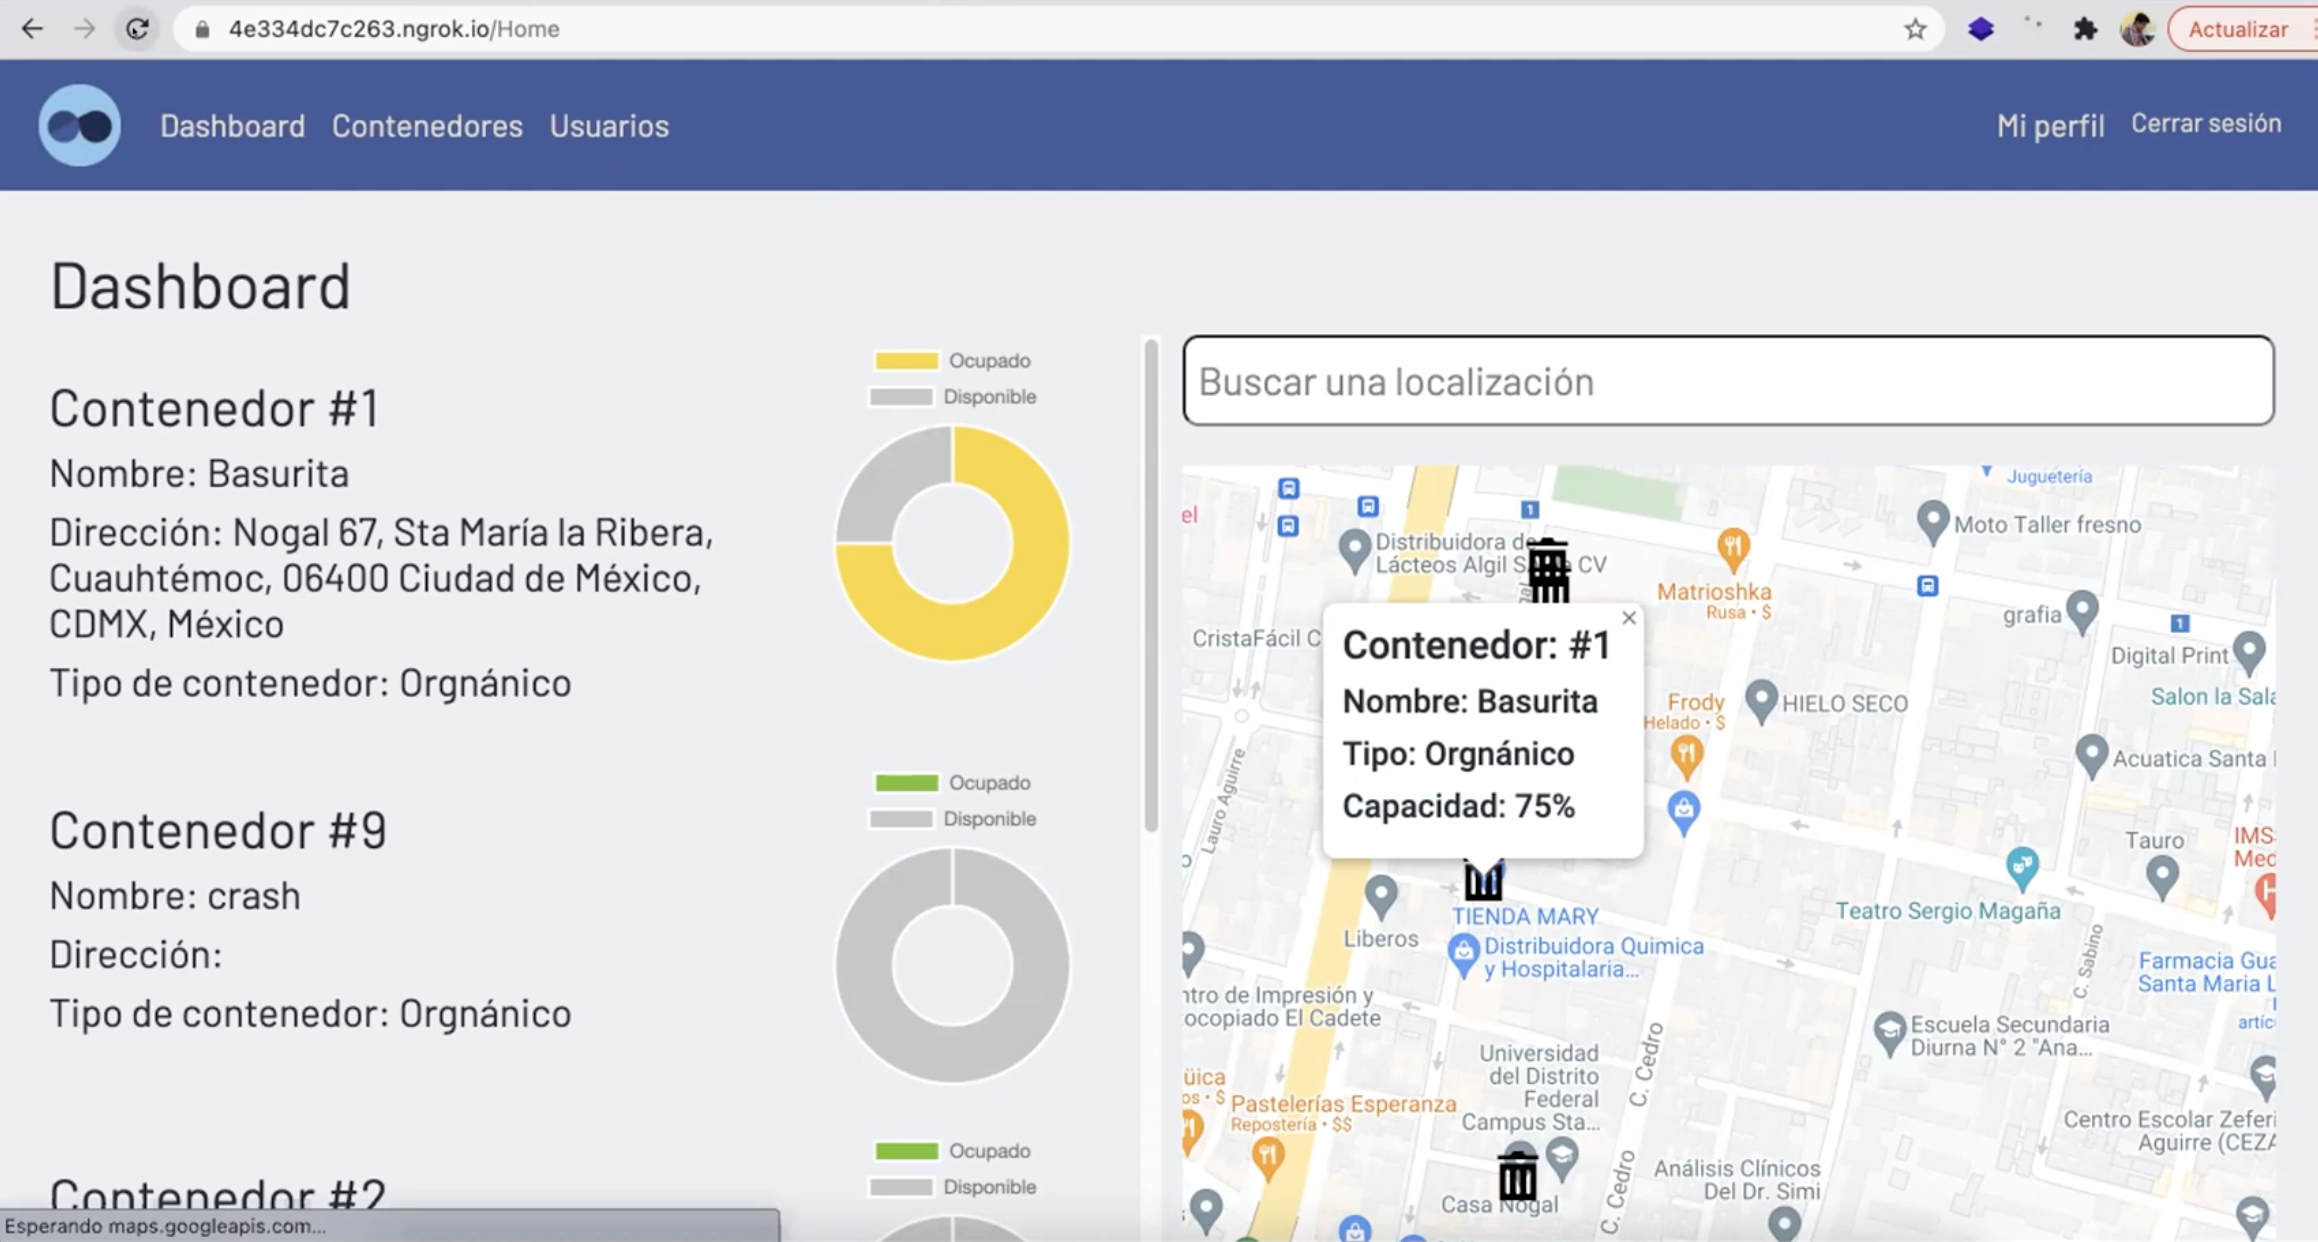 4e334dc7c263.ngrok.io/Home
Actualizar
Dashboard
Contenedores
Usuarios
Mi perfil
Cerrar sesión
Dashboard
Contenedor #1
Nombre: Basurita
Dirección: Nogal 67, Sta María la Ribera,
Cuauhtémoc, 06400 Ciudad de México,
CDMX, México
Tipo de contenedor: Orgnánico
Ocupado
Disponible
Contenedor #9
Nombre: crash
Dirección:
Tipo de contenedor: Orgnánico
Ocupado
Disponible
Contenedor #2
Ocupado
Disponible
Esperando maps.googleapis.com...
Buscar una localización
Juguetería
el
1
Moto Taller fresno
Distribuidora de
Lácteos Algil S CV
Matrioshka
Rusa • $
grafia
1
CristaFácil C
Digital Print
Salon la Sala
Contenedor: #1
Nombre: Basurita
Tipo: Orgnánico
Capacidad: 75%
Frody
Helado • $
HIELO SECO
Acuatica Santa
Lauro Aguirre
Tauro
IMS
Med
TIENDA MARY
Teatro Sergio Magaña
Liberos
Distribuidora Quimica
y Hospitalaria...
C. Sabino
Farmacia Gua
Santa Maria L
ntro de Impresión y
ocopiado El Cadete
artíc
Escuela Secundaria
Diurna N° 2 "Ana...
Universidad
del Distrito
Federal
Campus Sta...
C. Cedro
üica
os • $
Pastelerías Esperanza
Repostería • $$
Centro Escolar Zeferi
Aguirre (CEZA
Análisis Clínicos
Del Dr. Simi
C. Cedro
Casa Nogal